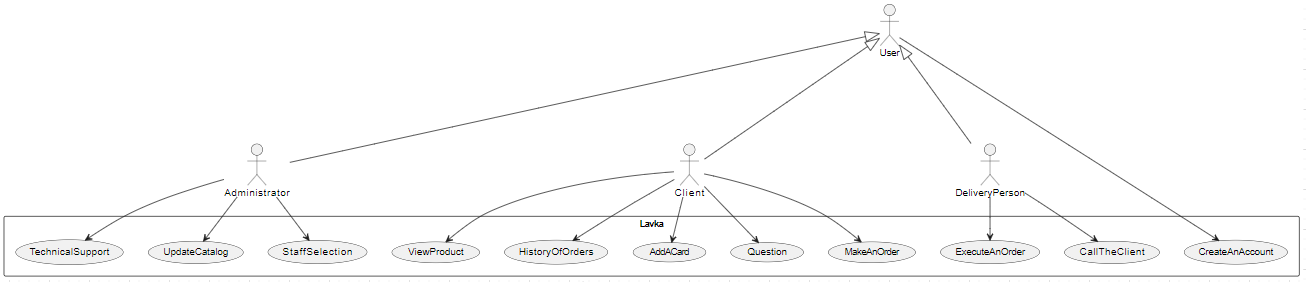 User
Administrator
Client
DeliveryPerson
Lavka
TechnicalSupport
UpdateCatalog
StaffSelection
ViewProduct
HistoryOfOrders
AddACard
Question
MakeAnOrder
ExecuteAnOrder
CallTheClient
CreateAnAccount